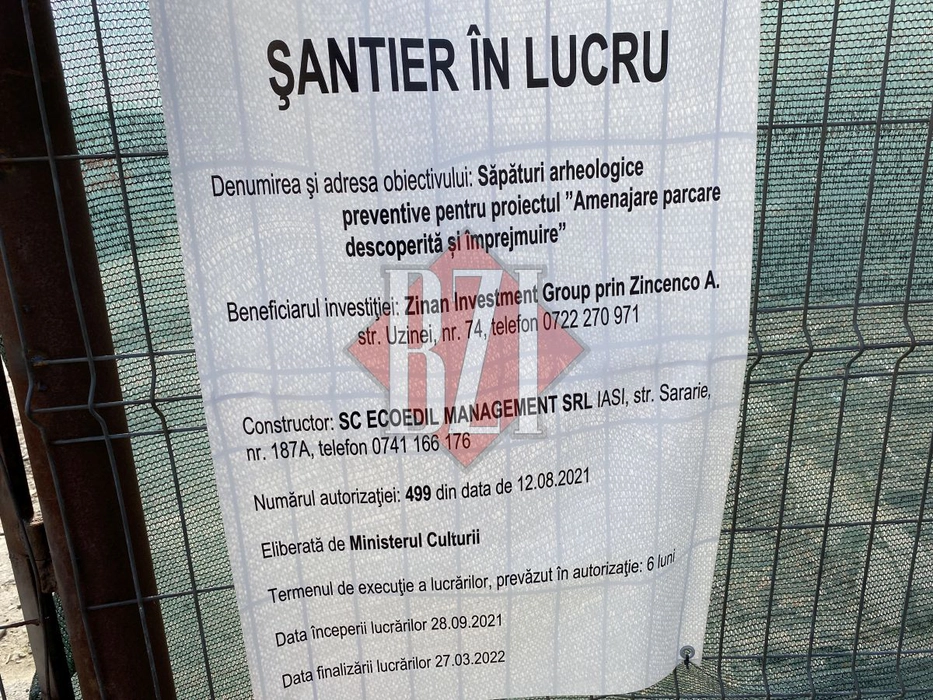 ŞANTIER ÎN LUCRU
Denumirea şi adresa obiectivului: Săpături arheologice
preventive pentru proiectul ”Amenajare parcare
descoperită și împrejmuire”
BZI
Beneficiarul investiţiei: Zinan Investment Group prin Zincenco A.
str. Uzinei, nr. 74, telefon 0722 270 971
Constructor: SC ECOEDIL MANAGEMENT SRL IASI, str. Sararie,
nr. 187A, telefon 0741 166 176
Numărul autorizaţiei: 499 din data de 12.08.2021
Eliberată de Ministerul Culturii
Termenul de execuţie a lucrărilor, prevăzut în autorizaţie: 6 luni
Data începerii lucrărilor 28.09.2021
Data finalizării lucrărilor 27.03.2022